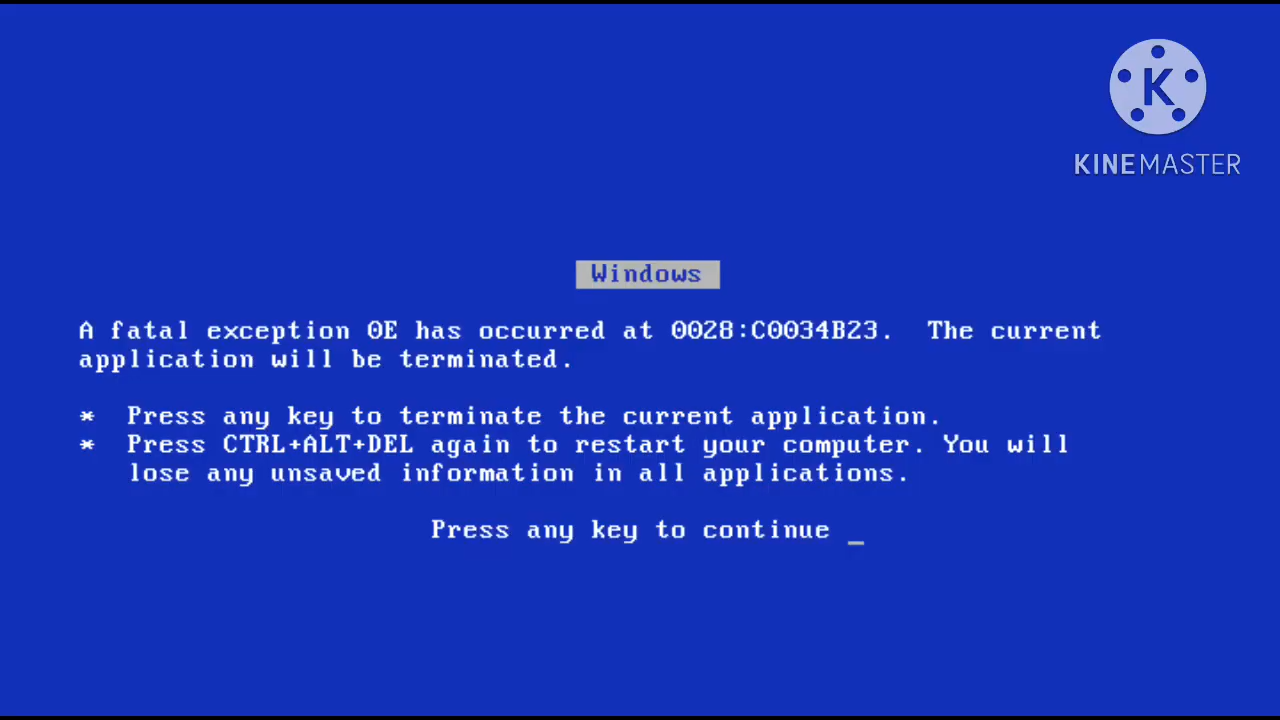 K
KINEMASTER
Windows
A fatal exception 0E has occurred at 0028:C0034B23. The current
application will be terminated.
* Press any key to terminate the current application.
* Press CTRL+ALT+DEL again to restart your computer. You will
lose any unsaved information in all applications.
Press any key to continue _